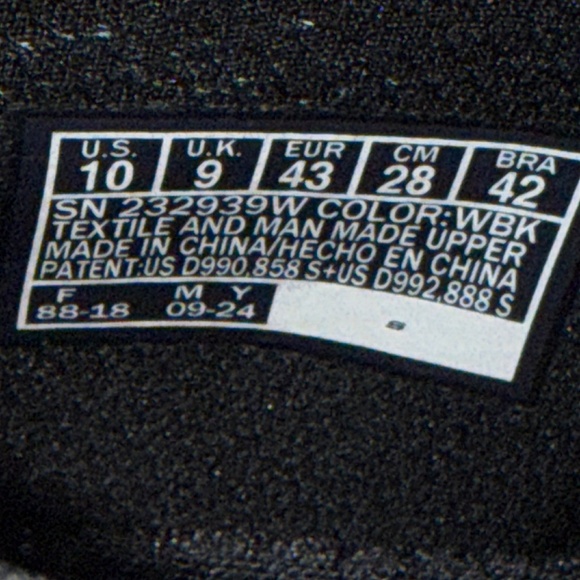 U.S. U.K. EUR CM BRA
10 9 43 28 42
SN 232939W COLOR:WBK
TEXTILE AND MAN MADE UPPER
MADE IN CHINA/HECHO EN CHINA
PATENT:US D990,858 S+US D992,888 S
F M Y
88-18 09-24